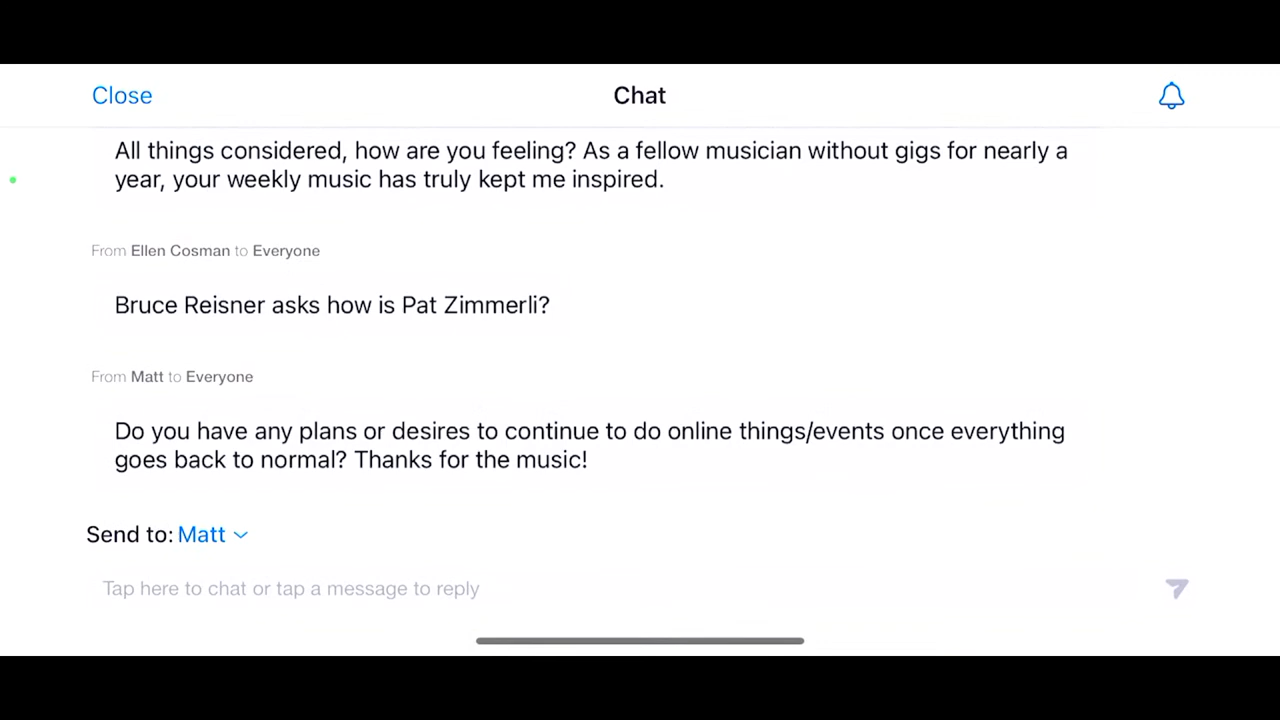 Close
Chat
All things considered, how are you feeling? As a fellow musician without gigs for nearly a
year, your weekly music has truly kept me inspired.
From Ellen Cosman to Everyone
Bruce Reisner asks how is Pat Zimmerli?
From Matt to Everyone
Do you have any plans or desires to continue to do online things/events once everything
goes back to normal? Thanks for the music!
Send to: Matt
Tap here to chat or tap a message to reply